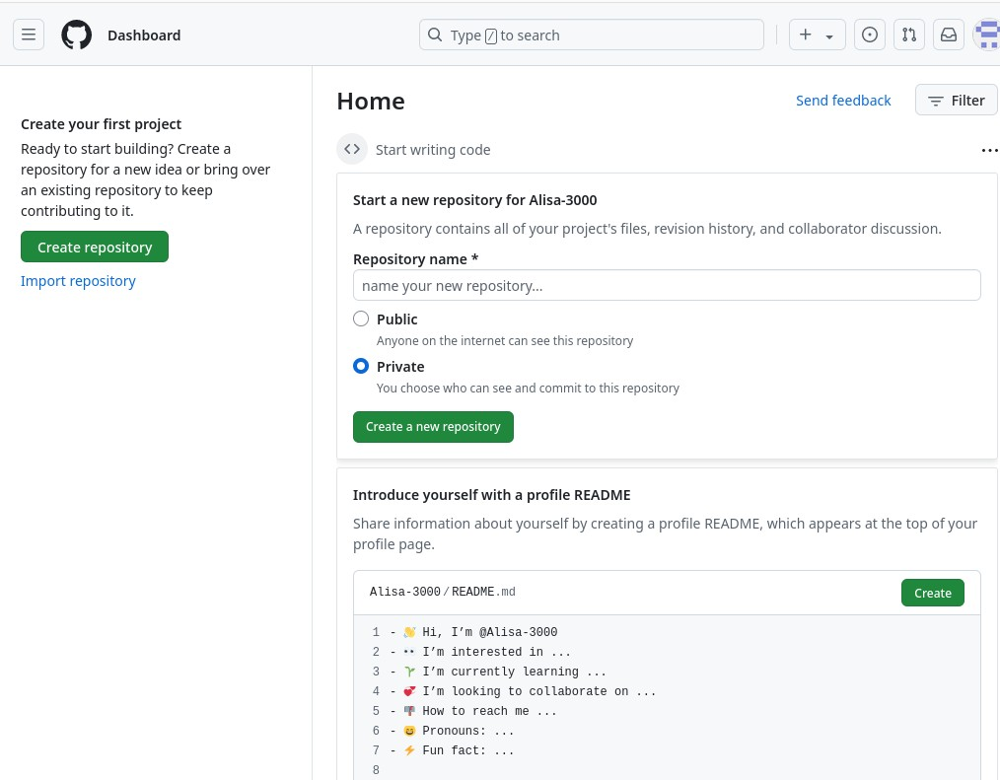 Dashboard
Type / to search
Create your first project
Ready to start building? Create a
repository for a new idea or bring over
an existing repository to keep
contributing to it.
Create repository
Import repository
Home
Send feedback
Filter
Start writing code
Start a new repository for Alisa-3000
A repository contains all of your project's files, revision history, and collaborator discussion.
Repository name *
name your new repository...
Public
Anyone on the internet can see this repository
Private
You choose who can see and commit to this repository
Create a new repository
Introduce yourself with a profile README
Share information about yourself by creating a profile README, which appears at the top of your
profile page.
Alisa-3000 / README.md
Create
1 - 👋 Hi, I’m @Alisa-3000
2 - 👀 I’m interested in ...
3 - 🌱 I’m currently learning ...
4 - 💞️ I’m looking to collaborate on ...
5 - 📫 How to reach me ...
6 - 😄 Pronouns: ...
7 - ⚡ Fun fact: ...
8